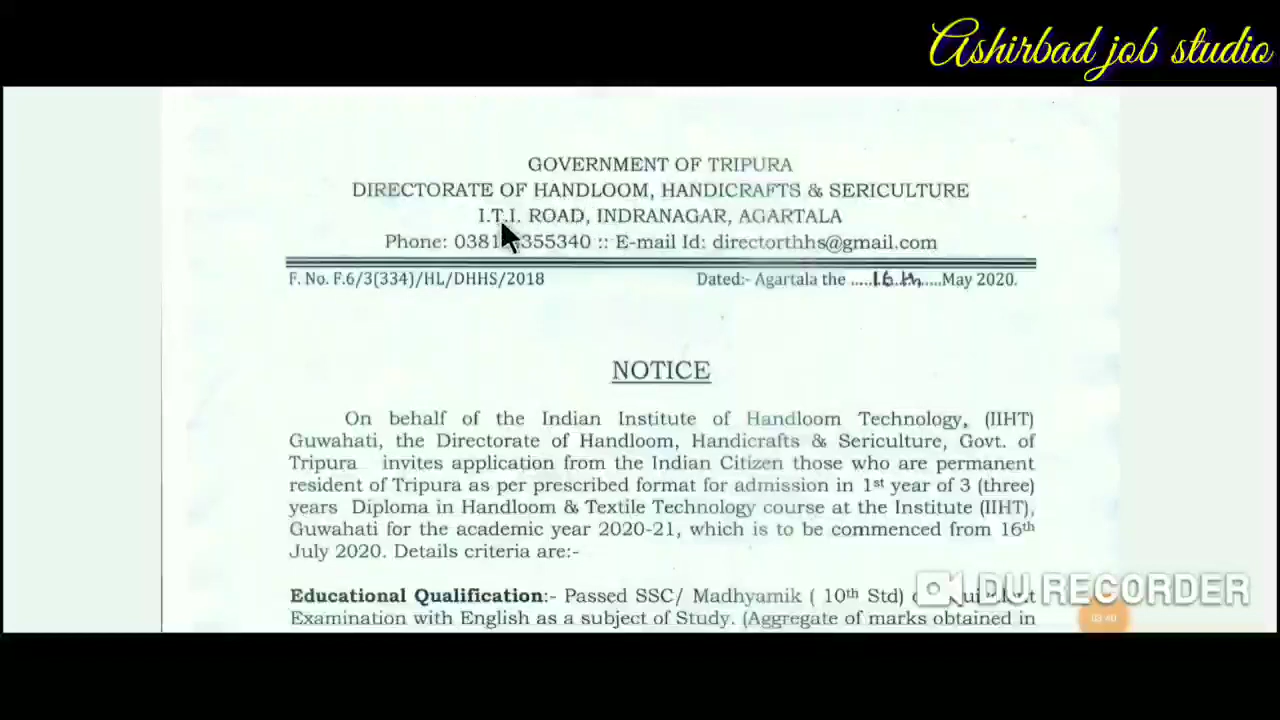 Ashirbad job studio
GOVERNMENT OF TRIPURA
DIRECTORATE OF HANDLOOM, HANDICRAFTS & SERICULTURE
I.T.I. ROAD, INDRANAGAR, AGARTALA
Phone: 0381 355340 :: E-mail Id: directorthhs@gmail.com
F. No. F.6/3(334)/HL/DHHS/2018 Dated:- Agartala the .....16 th.....May 2020.
NOTICE
On behalf of the Indian Institute of Handloom Technology, (IIHT)
Guwahati, the Directorate of Handloom, Handicrafts & Sericulture, Govt. of
Tripura invites application from the Indian Citizen those who are permanent
resident of Tripura as per prescribed format for admission in 1st year of 3 (three)
years Diploma in Handloom & Textile Technology course at the Institute (IIHT),
Guwahati for the academic year 2020-21, which is to be commenced from 16th
July 2020. Details criteria are:-
Educational Qualification:- Passed SSC/ Madhyamik ( 10th Std)
Examination with English as a subject of Study. (Aggregate of marks obtained in
DU RECORDER
03:40